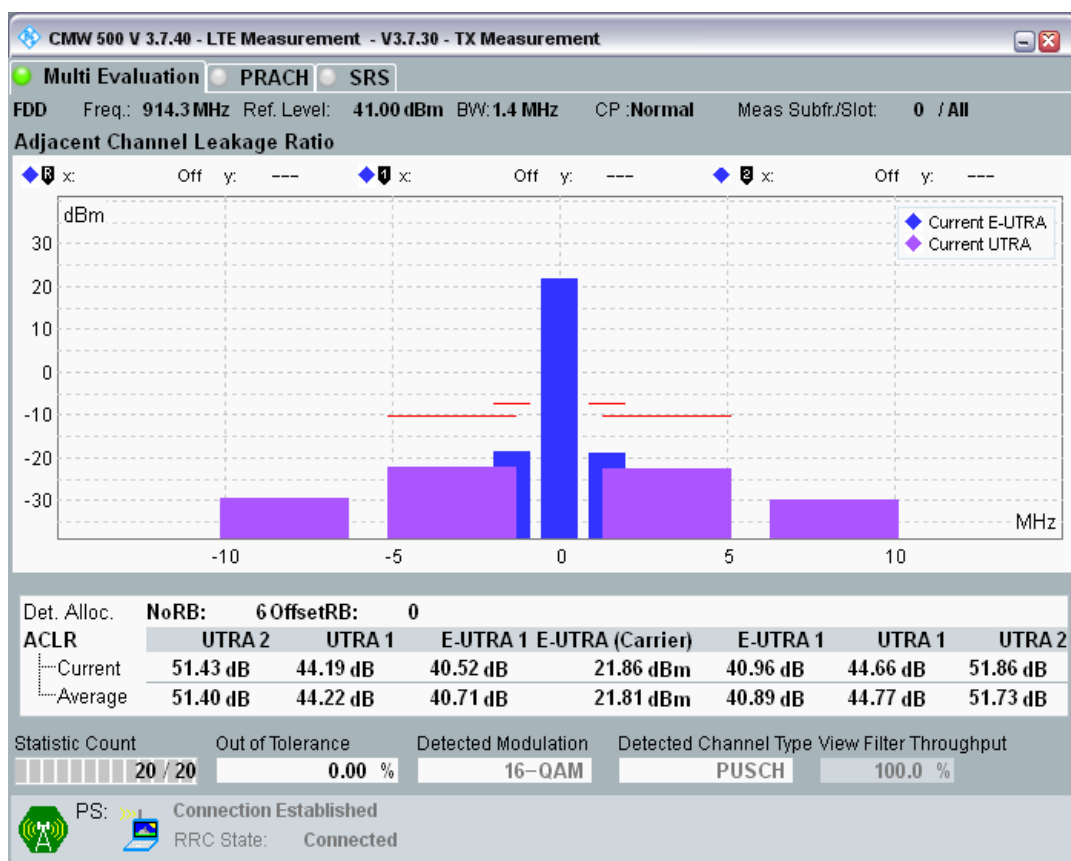 CMW 500 V 3.7.40 - LTE Measurement - V3.7.30 - TX Measurement
Multi Evaluation PRACH SRS
FDD Freq.: 914.3 MHz Ref. Level: 41.00 dBm BW: 1.4 MHz CP :Normal Meas Subfr./Slot: 0 / All
Adjacent Channel Leakage Ratio
R x: Off y: --- 1 x: Off y: --- 2 x: Off y: ---
dBm
Current E-UTRA
Current UTRA
30
20
10
0
-10
-20
-30
MHz
-10 -5 0 5 10
Det. Alloc. NoRB: 6 OffsetRB: 0
ACLR UTRA 2 UTRA 1 E-UTRA 1 E-UTRA (Carrier) E-UTRA 1 UTRA 1 UTRA 2
Current 51.43 dB 44.19 dB 40.52 dB 21.86 dBm 40.96 dB 44.66 dB 51.86 dB
Average 51.40 dB 44.22 dB 40.71 dB 21.81 dBm 40.89 dB 44.77 dB 51.73 dB
Statistic Count Out of Tolerance Detected Modulation Detected Channel Type View Filter Throughput
20 / 20 0.00 % 16-QAM PUSCH 100.0 %
PS: Connection Established
RRC State: Connected